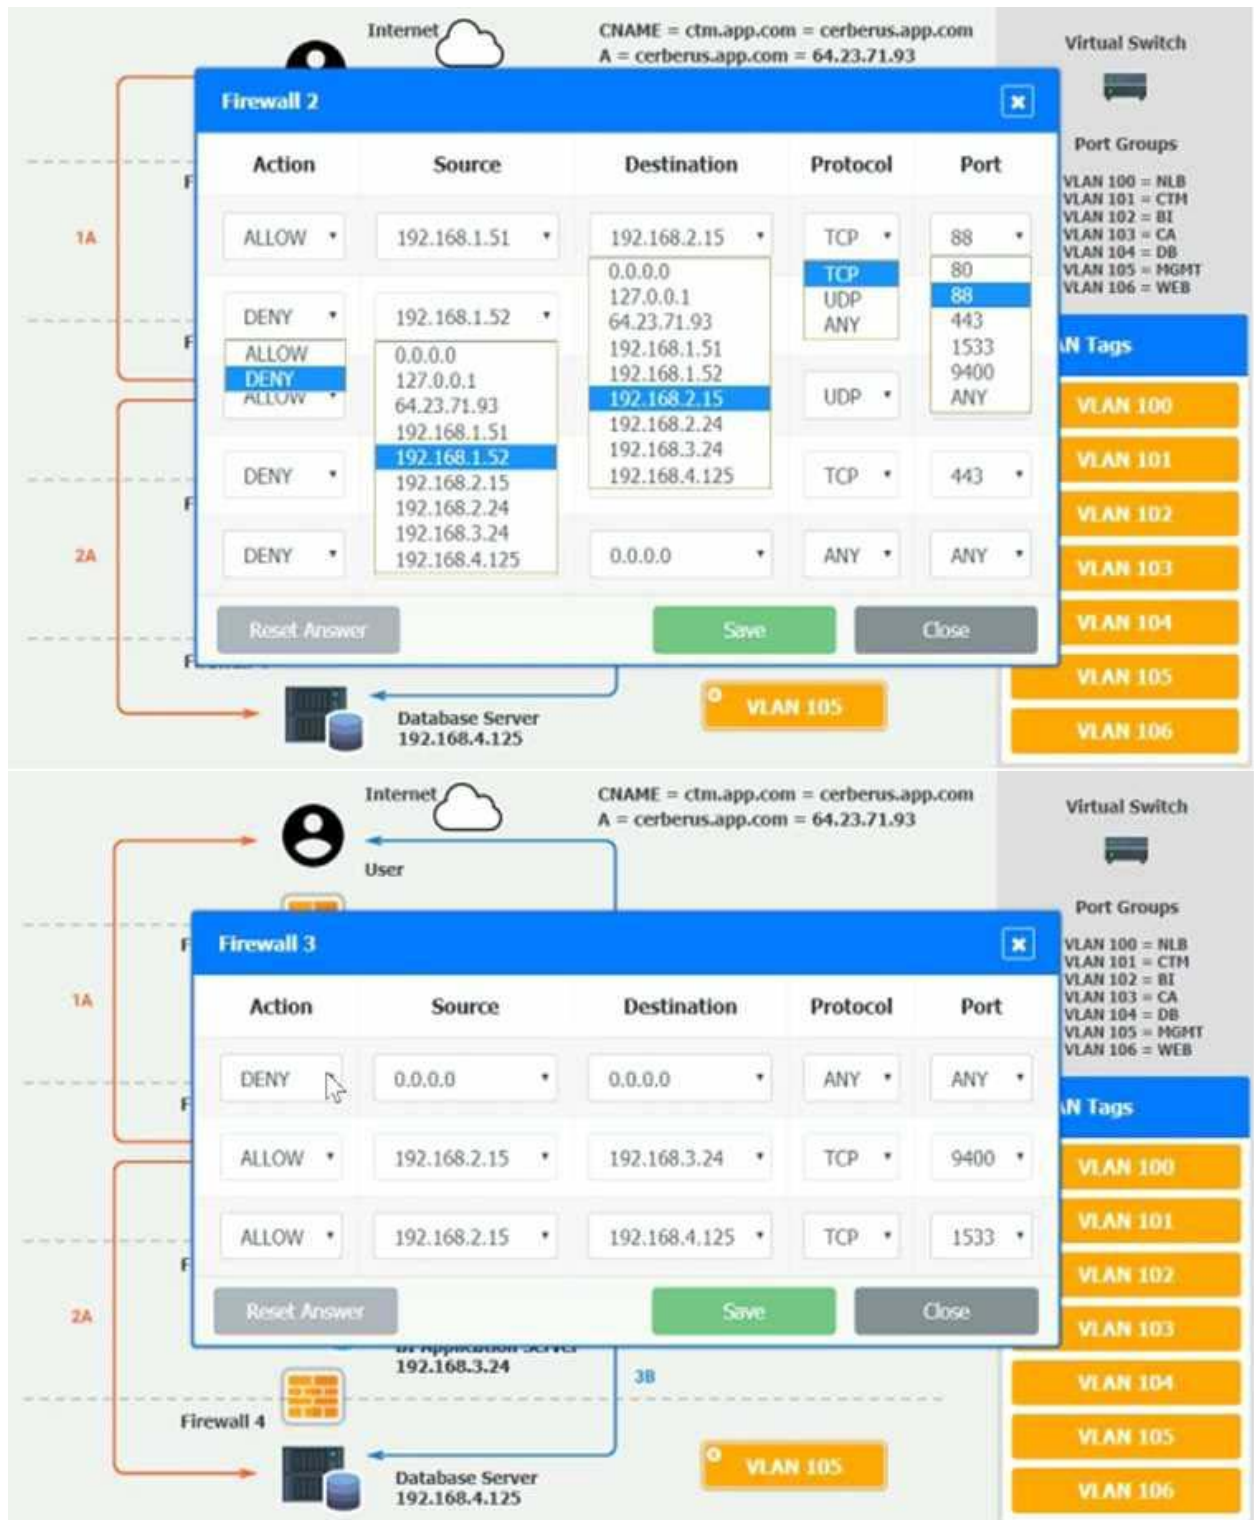 Internet
CNAME = ctm.app.com = cerberus.app.com
A = cerberus.app.com = 64.23.71.93
Virtual Switch
Port Groups
VLAN 100 = NLB
VLAN 101 = CTM
VLAN 102 = BI
VLAN 103 = CA
VLAN 104 = DB
VLAN 105 = MGMT
VLAN 106 = WEB
Firewall 2
Action Source Destination Protocol Port
ALLOW 192.168.1.51 192.168.2.15 TCP 88
0.0.0.0
127.0.0.1
64.23.71.93
192.168.1.51
192.168.1.52
192.168.2.15
192.168.2.24
192.168.3.24
192.168.4.125
TCP
UDP
ANY
80
88
443
1533
9400
ANY
DENY 192.168.1.52
ALLOW
DENY
0.0.0.0
127.0.0.1
64.23.71.93
192.168.1.51
192.168.1.52
192.168.2.15
192.168.2.24
192.168.3.24
192.168.4.125
ALLOW UDP
DENY TCP 443
DENY 0.0.0.0 ANY ANY
Reset Answer Save Close
1A
2A
Tags
VLAN 100
VLAN 101
VLAN 102
VLAN 103
VLAN 104
VLAN 105
VLAN 106
Database Server
192.168.4.125
VLAN 105
Internet
CNAME = ctm.app.com = cerberus.app.com
A = cerberus.app.com = 64.23.71.93
User
Virtual Switch
Port Groups
VLAN 100 = NLB
VLAN 101 = CTM
VLAN 102 = BI
VLAN 103 = CA
VLAN 104 = DB
VLAN 105 = MGMT
VLAN 106 = WEB
Firewall 3
Action Source Destination Protocol Port
DENY 0.0.0.0 0.0.0.0 ANY ANY
ALLOW 192.168.2.15 192.168.3.24 TCP 9400
ALLOW 192.168.2.15 192.168.4.125 TCP 1533
Reset Answer Save Close
1A
2A
Tags
VLAN 100
VLAN 101
VLAN 102
VLAN 103
VLAN 104
VLAN 105
VLAN 106
BI Application Server
192.168.3.24
3B
Firewall 4
Database Server
192.168.4.125
VLAN 105